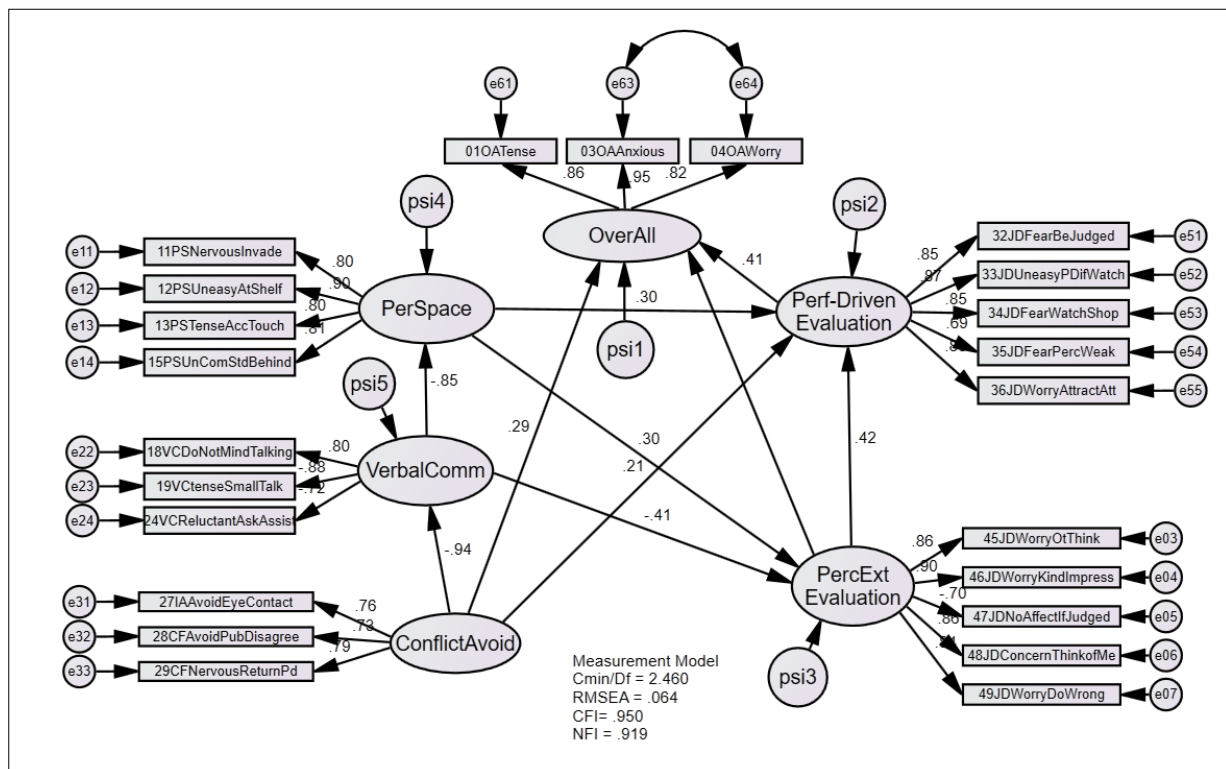 e63
e64
e61
01OATense
03OAAnxious
04OAWorry
.86
.95
.82
psi4
psi2
OverAll
e11
11PSNervousInvade
32JDFearBeJudged
e51
.80
.85
.41
e12
12PSUneasyAtShelf
.90
33JDUneasyPDifWatch
e52
.87
PerSpace
.30
Perf-Driven
Evaluation
e13
13PSTenseAccTouch
.80
.81
34JDFearWatchShop
e53
.85
.69
e14
15PSUnComStdBehind
35JDFearPercWeak
e54
psi1
36JDWorryAttractAtt
e55
psi5
-.85
.29
.30
.21
.42
e22
18VCDoNotMindTalking
.80
VerbalComm
e23
19VCtenseSmallTalk
-.88
-.72
e24
24VCReluctantAskAssist
-.41
-.94
.86
45JDWorryOtThink
e03
PercExt
Evaluation
.90
46JDWorryKindImpress
e04
-.70
47JDNoAffectIfJudged
e05
.86
48JDConcernThinkofMe
e06
49JDWorryDoWrong
e07
e31
27IAAvoidEyeContact
.76
e32
28CFAvoidPubDisagree
.73
ConflictAvoid
e33
29CFNervousReturnPd
.79
psi3
Measurement Model
Cmin/Df = 2.460
RMSEA = .064
CFI= .950
NFI = .919